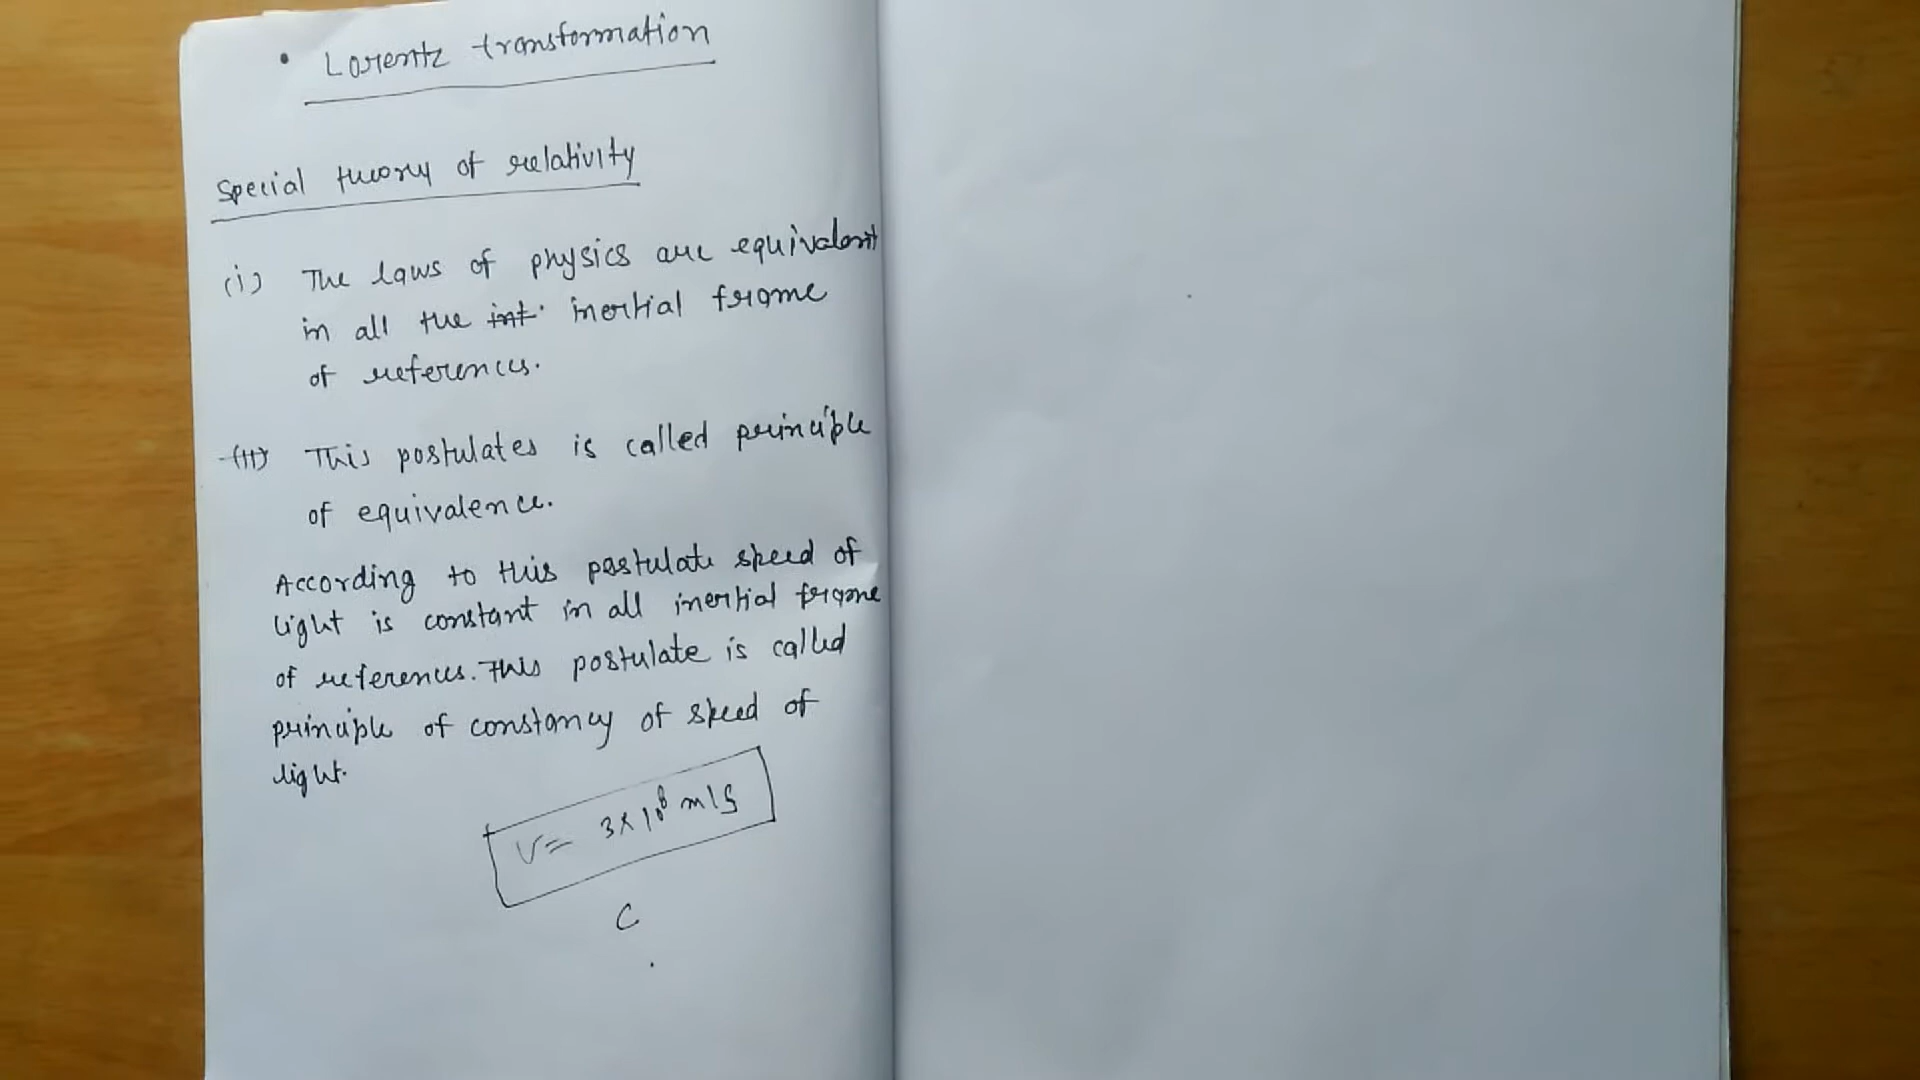 • Lorentz transformation
Special theory of relativity
(i) The laws of physics are equivalent
in all the int. inertial frame
of references.
(ii) This postulates is called principle
of equivalence.
According to this postulate speed of
light is constant in all inertial frame
of references. This postulate is called
principle of constancy of speed of
light.
V= 3×10⁸ m/s
C